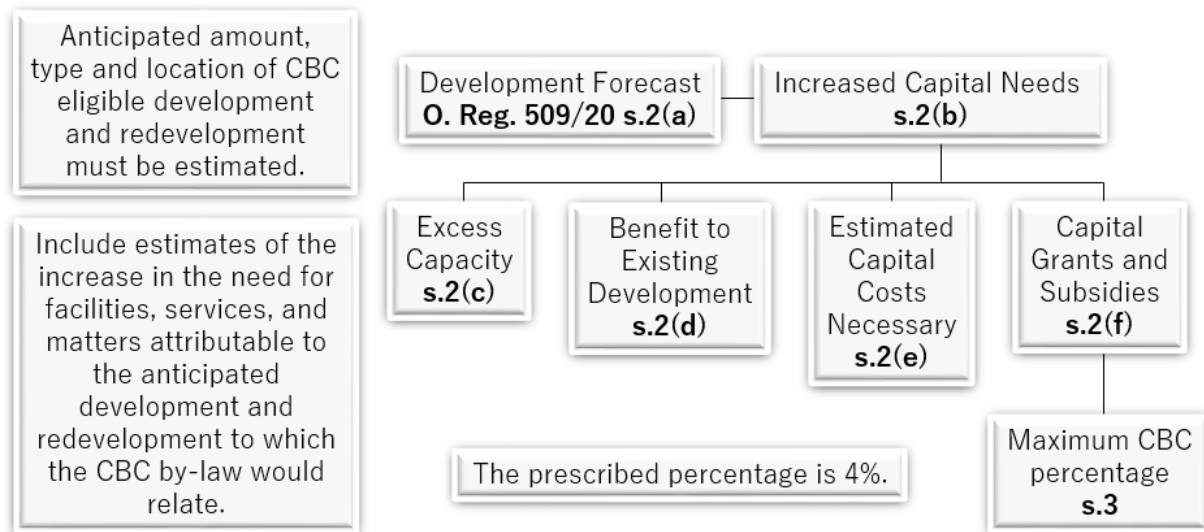 Anticipated amount,
type and location of CBC
eligible development
and redevelopment
must be estimated.
Include estimates of the
increase in the need for
facilities, services, and
matters attributable to
the anticipated
development and
redevelopment to which
the CBC by-law would
relate.
Development Forecast
O. Reg. 509/20 s.2(a)
Increased Capital Needs
s.2(b)
Excess
Capacity
s.2(c)
Benefit to
Existing
Development
s.2(d)
Estimated
Capital
Costs
Necessary
s.2(e)
Capital
Grants and
Subsidies
s.2(f)
Maximum CBC
percentage
s.3
The prescribed percentage is 4%.